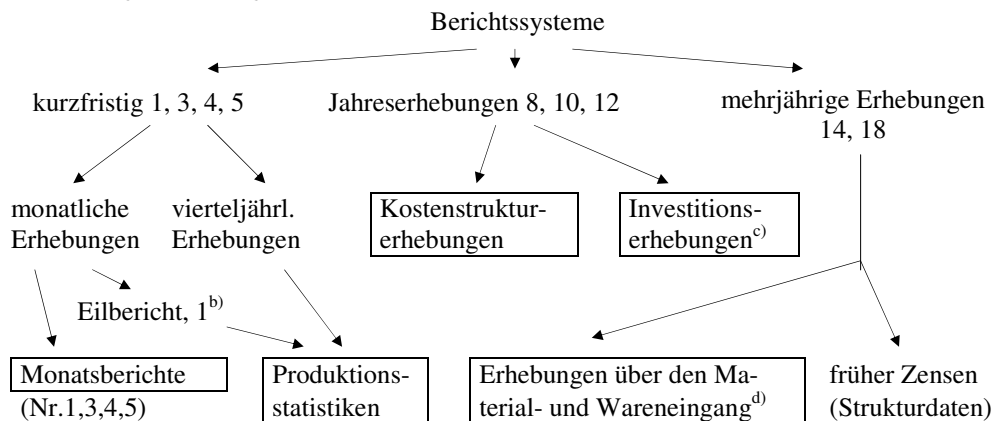 Berichtssysteme
kurzfristig 1, 3, 4, 5
Jahreserhebungen 8, 10, 12
mehrjährige Erhebungen
14, 18
monatliche
Erhebungen
vierteljährl.
Erhebungen
Kostenstruktur-
erhebungen
Investitions-
erhebungen c)
Eilbericht, 1 b)
Monatsberichte
(Nr.1,3,4,5)
Produktions-
statistiken
Erhebungen über den Ma-
terial- und Wareneingang d)
früher Zensen
(Strukturdaten)